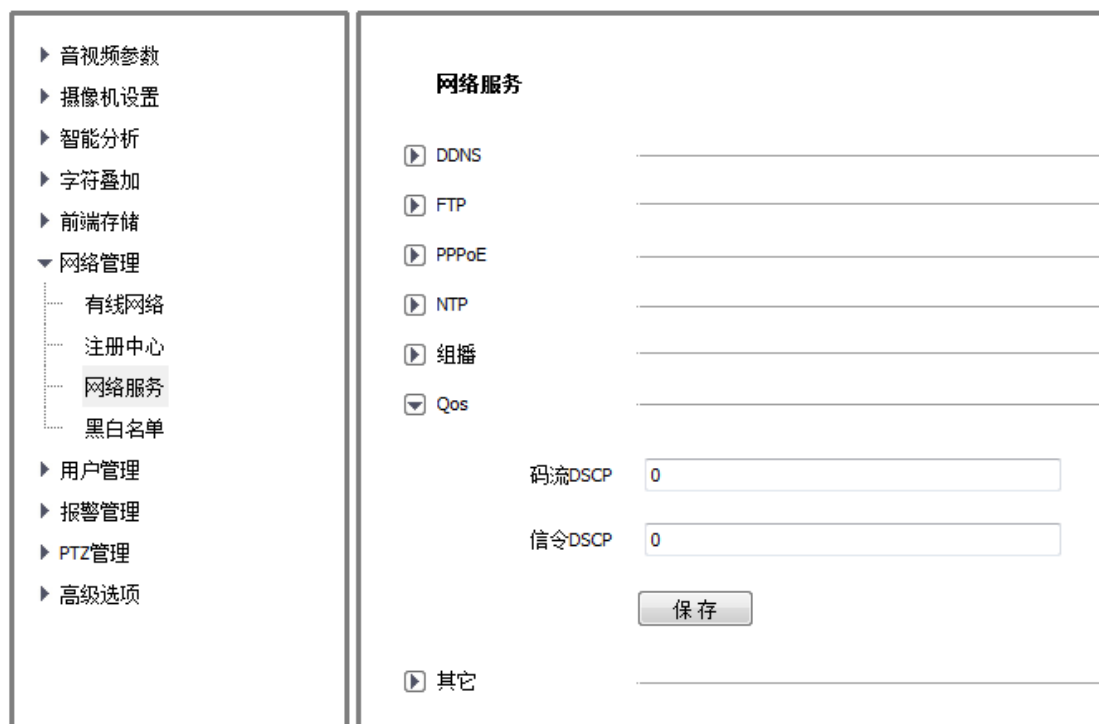 音视频参数
摄像机设置
智能分析
字符叠加
前端存储
网络管理
有线网络
注册中心
网络服务
黑白名单
用户管理
报警管理
PTZ管理
高级选项
网络服务
DDNS
FTP
PPPoE
NTP
组播
Qos
码流DSCP 0
信令DSCP 0
保存
其它